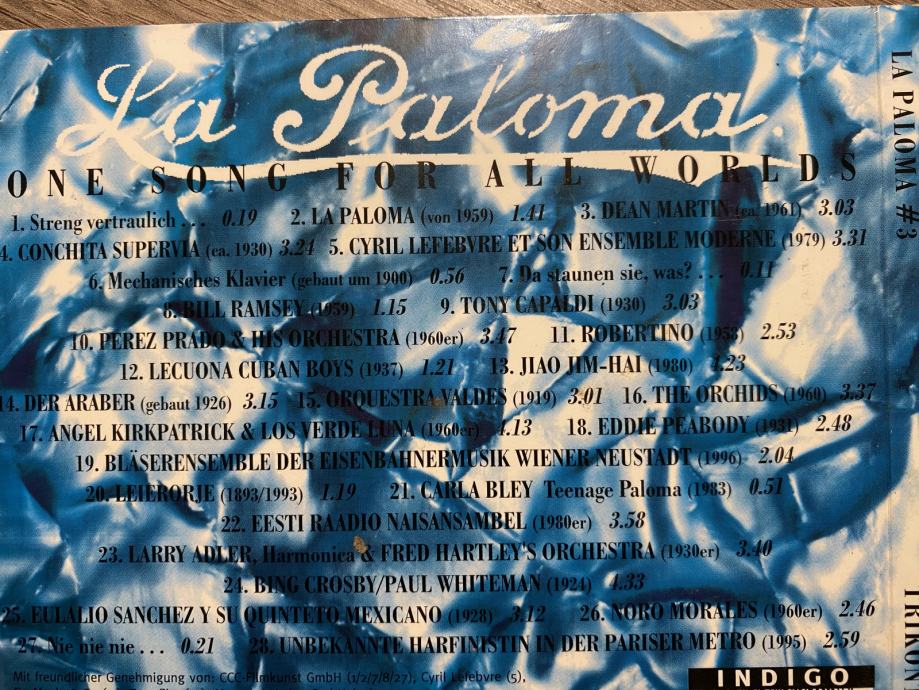 La Paloma
ONE SONG FOR ALL WORLDS
1. Streng vertraulich ... 0.19 2. LA PALOMA (von 1959) 1.41 3. DEAN MARTIN (ca. 1961) 3.03
4. CONCHITA SUPERVIA (ca. 1930) 3.24 5. CYRIL LEFEBVRE ET SON ENSEMBLE MODERNE (1979) 3.31
6. Mechanisches Klavier (gebaut um 1900) 0.56 7. Da staunen sie, was? ... 0.11
8. BILL RAMSEY (1959) 1.15 9. TONY CAPALDI (1930) 3.03
10. PEREZ PRADO & HIS ORCHESTRA (1960er) 3.47 11. ROBERTINO (1958) 2.53
12. LECUONA CUBAN BOYS (1937) 1.21 13. JIAO JIM-HAI (1980) 4.23
14. DER ARABER (gebaut 1926) 3.15 15. ORQUESTRA VALDES (1919) 3.01 16. THE ORCHIDS (1960) 3.37
17. ANGEL KIRKPATRICK & LOS VERDE LUNA (1960er) 4.13 18. EDDIE PEABODY (1931) 2.48
19. BLÄSERENSEMBLE DER EISENBAHNERMUSIK WIENER NEUSTADT (1996) 2.04
20. LEIERORJE (1893/1993) 1.19 21. CARLA BLEY Teenage Paloma (1983) 0.51
22. EESTI RAADIO NAISANSAMBEL (1980er) 3.58
23. LARRY ADLER, Harmonica & FRED HARTLEY'S ORCHESTRA (1930er) 3.40
24. BING CROSBY/PAUL WHITEMAN (1924) 4.33
25. EULALIO SANCHEZ Y SU QUINTETO MEXICANO (1928) 3.12 26. NORO MORALES (1960er) 2.46
27. Nie nie nie ... 0.21 28. UNBEKANNTE HARFINISTIN IN DER PARISER METRO (1995) 2.59
Mit freundlicher Genehmigung von: CCC-Filmkunst GmbH (1/2/7/8/27), Cyril Lefebvre (5),
INDIGO
LA PALOMA #3